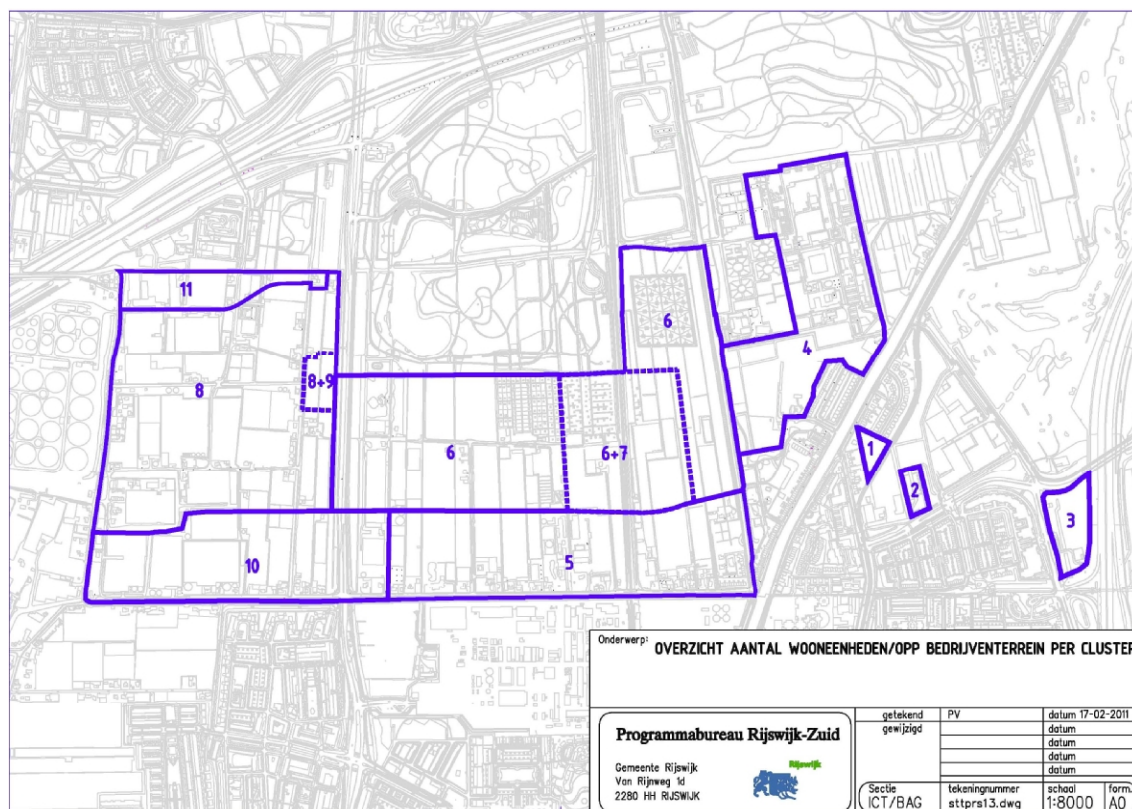 11
6
4
8
8+9
6
6+7
1
2
3
10
5
Onderwerp: OVERZICHT AANTAL WOONEENHEDEN/OPP BEDRIJVENTERREIN PER CLUSTER
Programmabureau Rijswijk-Zuid
Gemeente Rijswijk
Van Rijnweg 1d
2280 HH RIJSWIJK
Rijswijk
getekend PV datum 17-02-2011
gewijzigd datum
datum
datum
datum
Sectie tekeningnummer schaal form.
ICT/BAG sttprs13.dwg 1:8000 A0